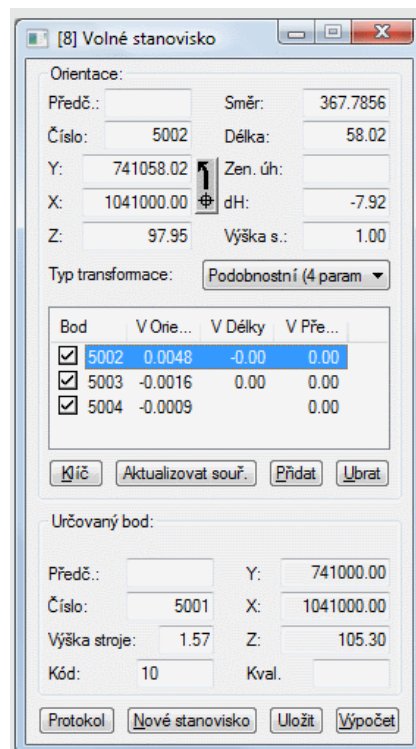 [8] Volné stanovisko
Orientace:
Předč.: Směr: 367.7856
Číslo: 5002 Délka: 58.02
Y: 741058.02 Zen. úh:
X: 1041000.00 dH: -7.92
Z: 97.95 Výška s.: 1.00
Typ transformace: Podobnostní (4 param
Bod V Orie... V Délky V Pře...
5002 0.0048 -0.00 0.00
5003 -0.0016 0.00 0.00
5004 -0.0009 0.00
Klíč Aktualizovat souř. Přidat Ubrat
Určovaný bod:
Předč.: Y: 741000.00
Číslo: 5001 X: 1041000.00
Výška stroje: 1.57 Z: 105.30
Kód: 10 Kval.
Protokol Nové stanovisko Uložit Výpočet